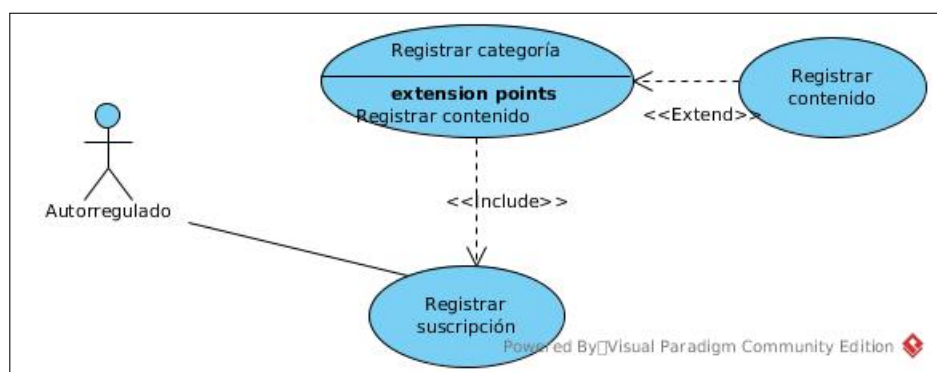 Registrar categoría
extension points
Registrar contenido
Registrar
contenido
<<Extend>>
Autorregulado
<<Include>>
Registrar
suscripción
Powered By Visual Paradigm Community Edition